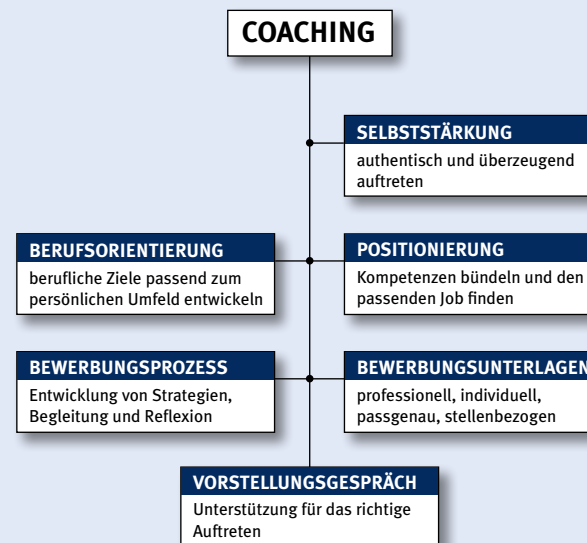 COACHING
SELBSTSTÄRKUNG
authentisch und überzeugend
auftreten
BERUFSORIENTIERUNG
berufliche Ziele passend zum
persönlichen Umfeld entwickeln
POSITIONIERUNG
Kompetenzen bündeln und den
passenden Job finden
BEWERBUNGSPROZESS
Entwicklung von Strategien,
Begleitung und Reflexion
BEWERBUNGSUNTERLAGEN
professionell, individuell,
passgenau, stellenbezogen
VORSTELLUNGSGESPRÄCH
Unterstützung für das richtige
Auftreten